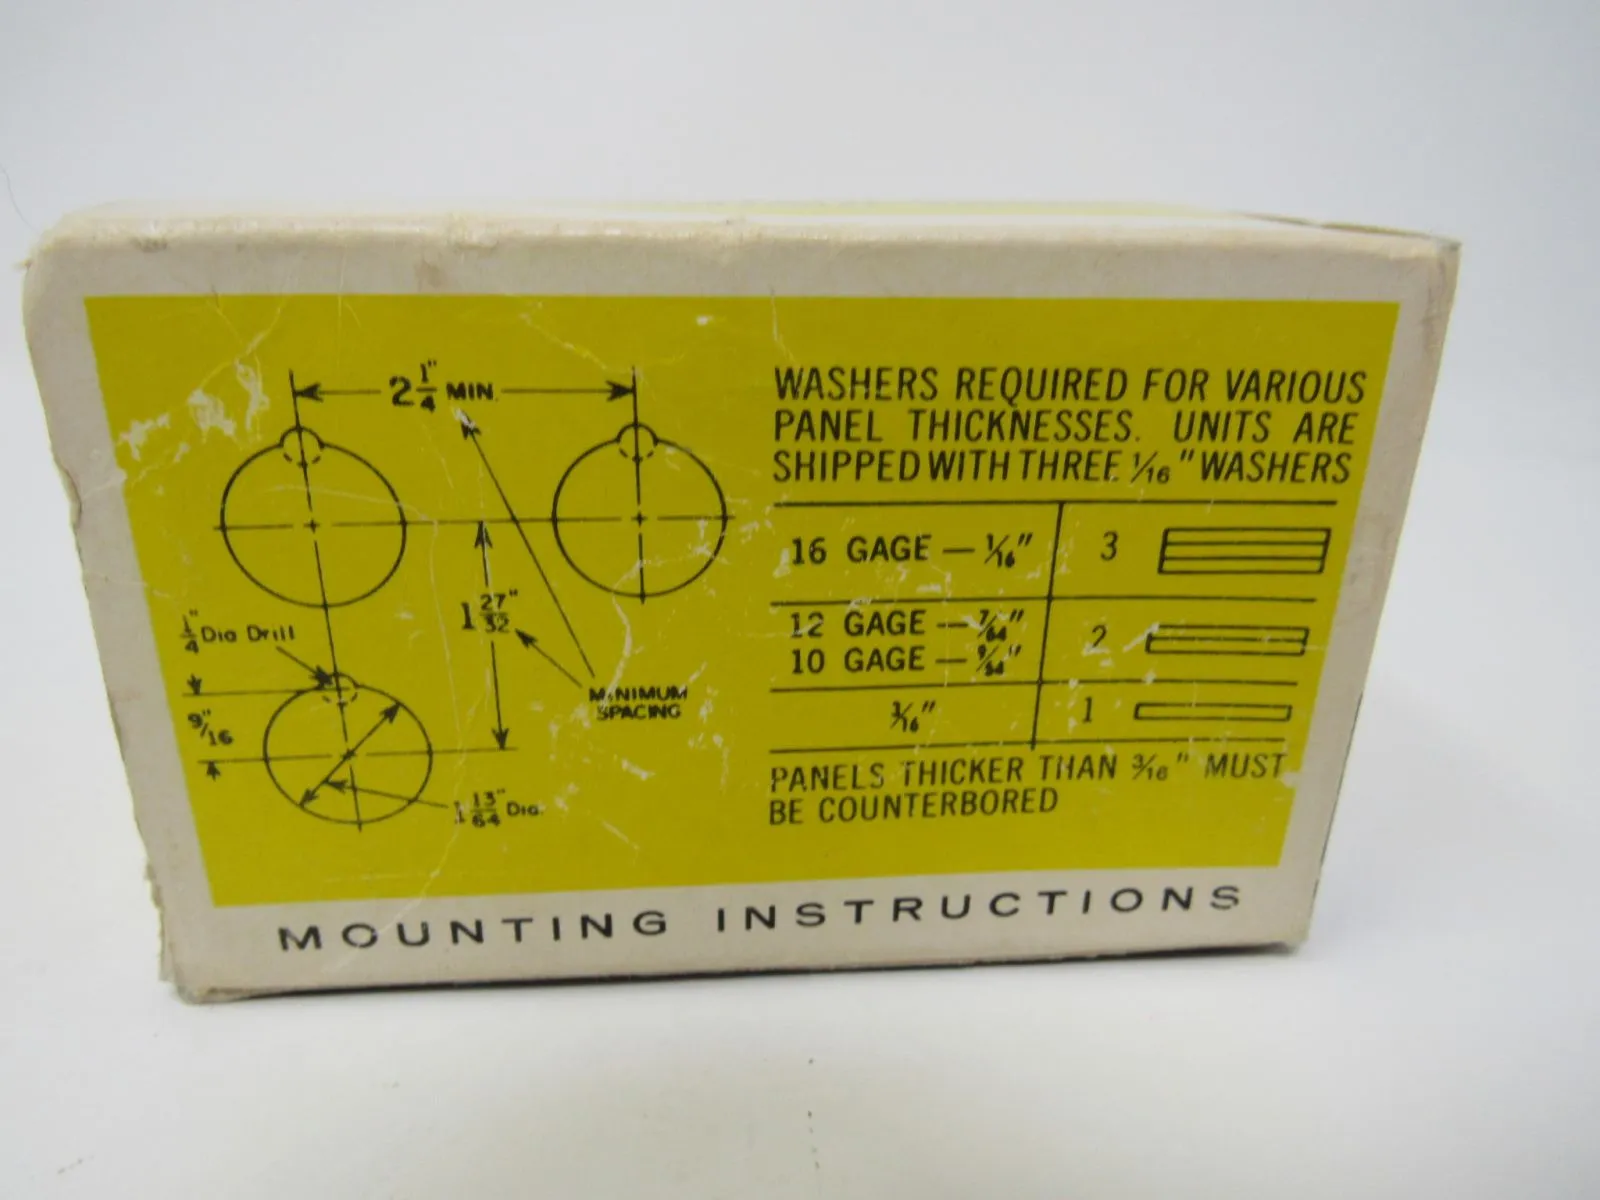 2 1/4" MIN.
1 27/32"
1/4" Dia Drill
MINIMUM
SPACING
9/16"
1 13/64" Dia.
WASHERS REQUIRED FOR VARIOUS
PANEL THICKNESSES. UNITS ARE
SHIPPED WITH THREE 1/16" WASHERS
16 GAGE — 1/16" 3
12 GAGE — 7/64"
10 GAGE — 9/64" 2
3/16" 1
PANELS THICKER THAN 3/16" MUST
BE COUNTERBORED
MOUNTING INSTRUCTIONS